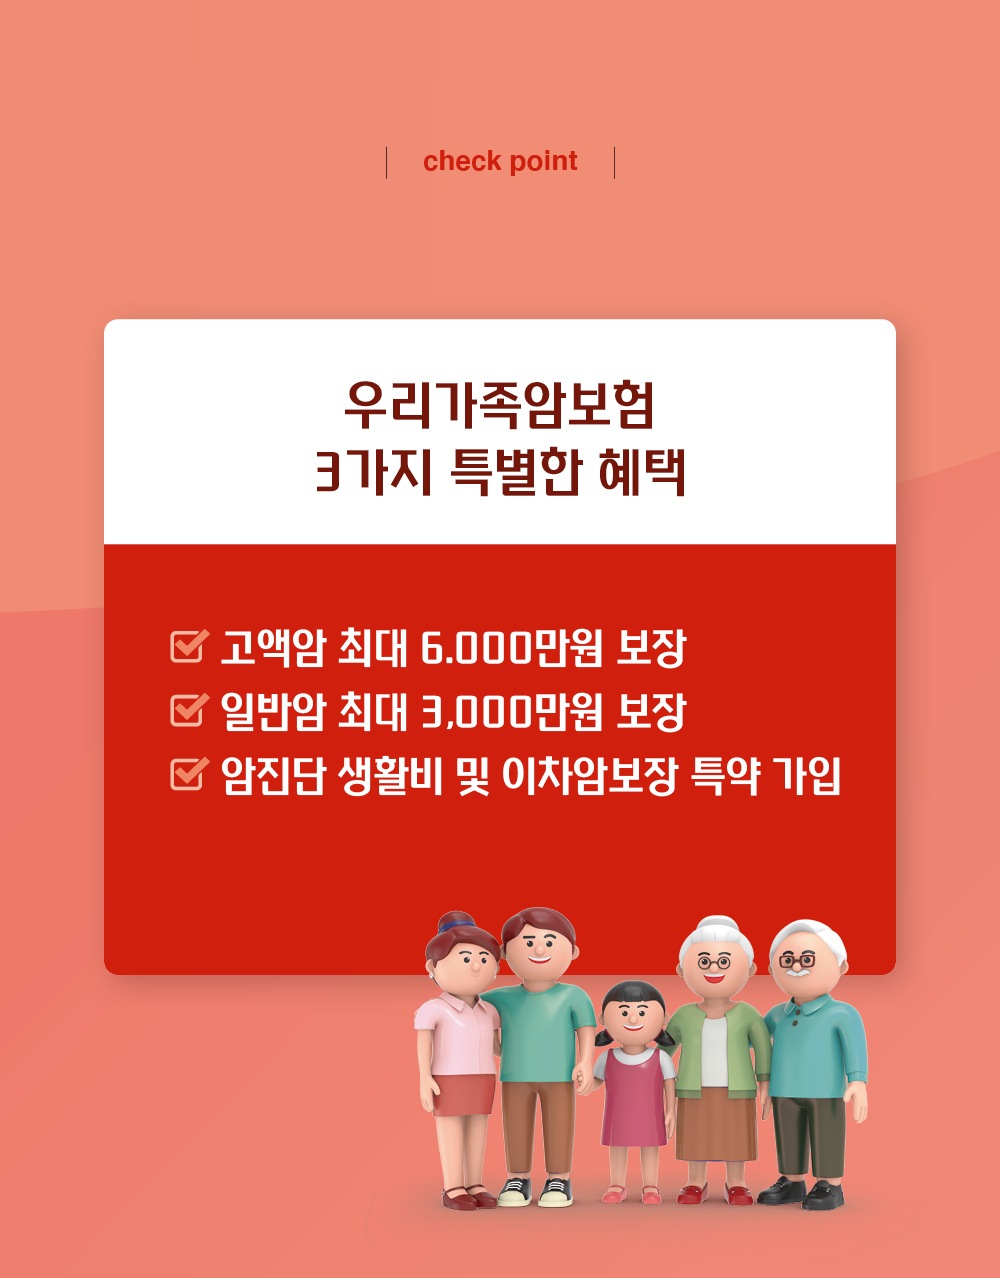 check point
우리가족암보험
3가지 특별한 혜택
고액암 최대 6.000만원 보장
일반암 최대 3,000만원 보장
암진단 생활비 및 이차암보장 특약 가입